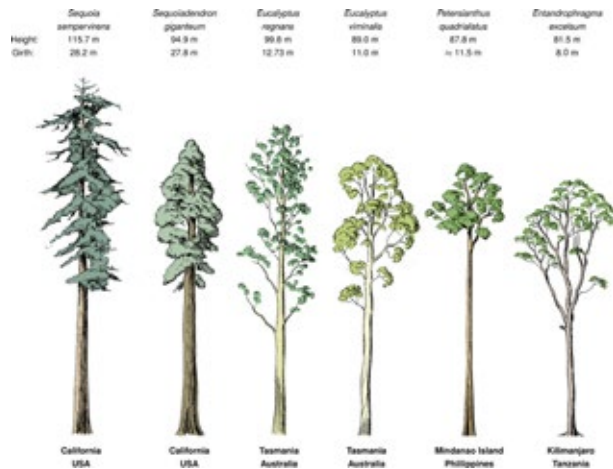 Sequoia Sequoiadendron Eucalyptus Eucalyptus Petersianthus Entandrophragma
sempervirens giganteum regnans viminalis quadrialatus excelsum
Height: 115.7 m 94.9 m 99.6 m 89.0 m 87.8 m 81.5 m
Girth: 28.2 m 27.8 m 12.73 m 11.0 m ≈ 11.5 m 8.0 m
California California Tasmania Tasmania Mindanao Island Kilimanjaro
USA USA Australia Australia Philippines Tanzania